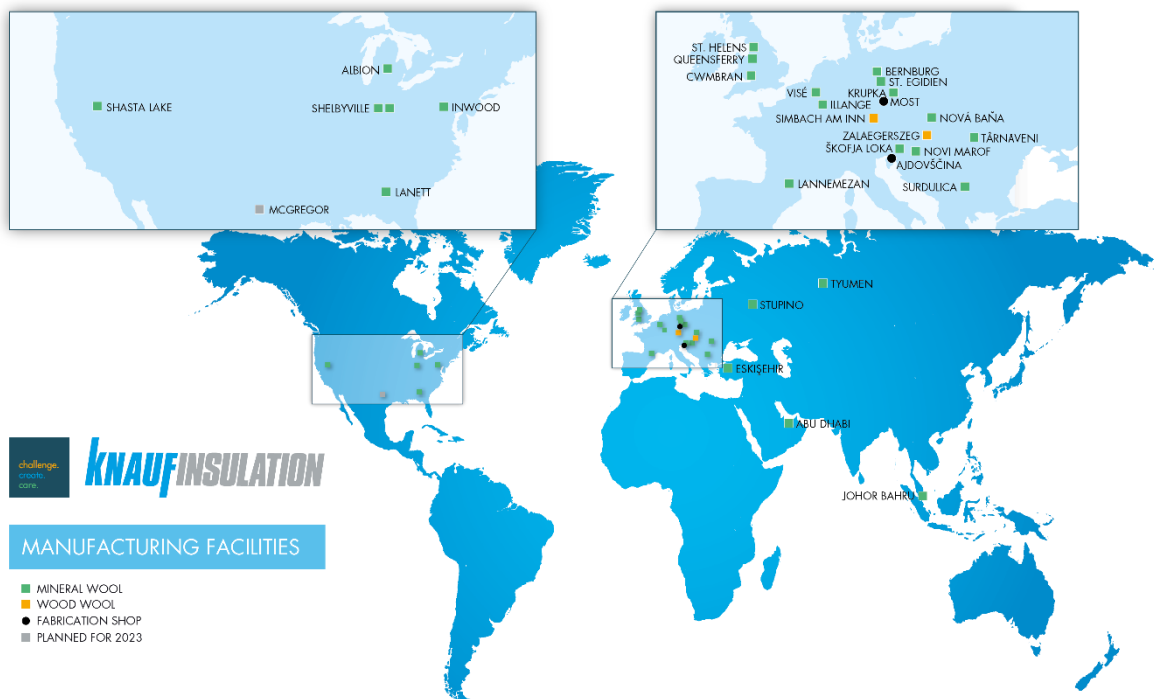 ALBION
SHASTA LAKE
SHELBYVILLE
INWOOD
LANETT
MCGREGOR
ST. HELENS
QUEENSFERRY
CWMBRAN
BERNBURG
ST. EGIDIEN
VISÉ
KRUPKA
MOST
ILLANGE
SIMBACH AM INN
NOVÁ BAŇA
ZALAEGERSZEG
TÂRNĂVENI
ŠKOFJA LOKA
NOVI MAROF
AJDOVŠČINA
LANNEMEZAN
SURDULICA
TYUMEN
STUPINO
ESKIŞEHIR
ABU DHABI
JOHOR BAHRU
challenge.
create.
care.
KNAUFINSULATION
MANUFACTURING FACILITIES
MINERAL WOOL
WOOD WOOL
FABRICATION SHOP
PLANNED FOR 2023